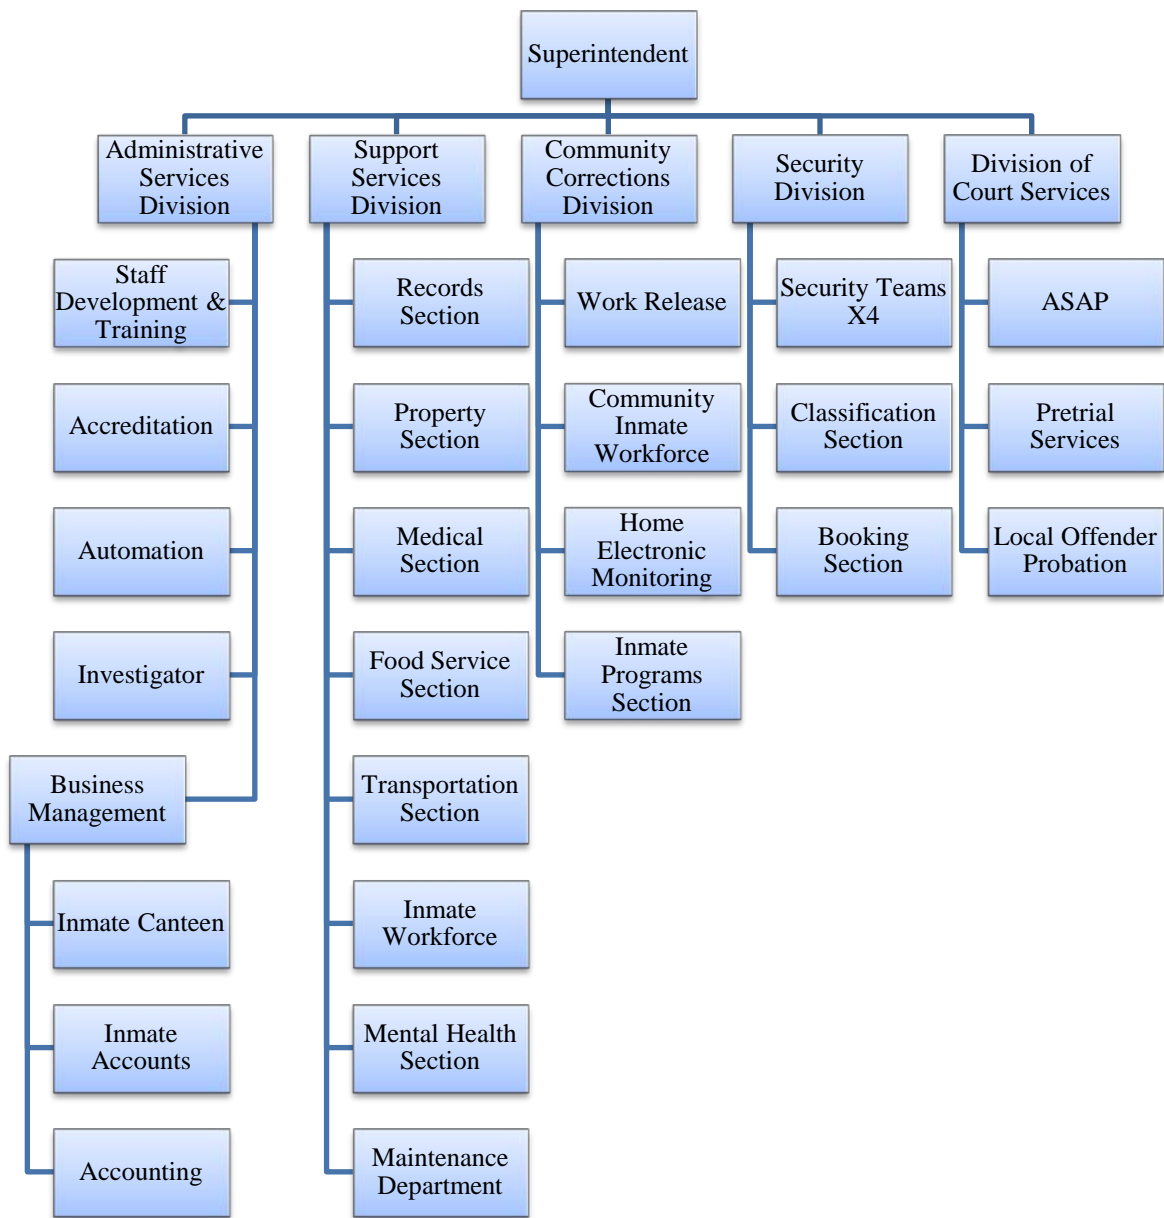 Superintendent
Administrative
Services
Division
Support
Services
Division
Community
Corrections
Division
Security
Division
Division of
Court Services
Staff
Development &
Training
Records
Section
Work Release
Security Teams
X4
ASAP
Accreditation
Property
Section
Community
Inmate
Workforce
Classification
Section
Pretrial
Services
Automation
Medical
Section
Home
Electronic
Monitoring
Booking
Section
Local Offender
Probation
Investigator
Food Service
Section
Inmate
Programs
Section
Business
Management
Transportation
Section
Inmate Canteen
Inmate
Workforce
Inmate
Accounts
Mental Health
Section
Accounting
Maintenance
Department